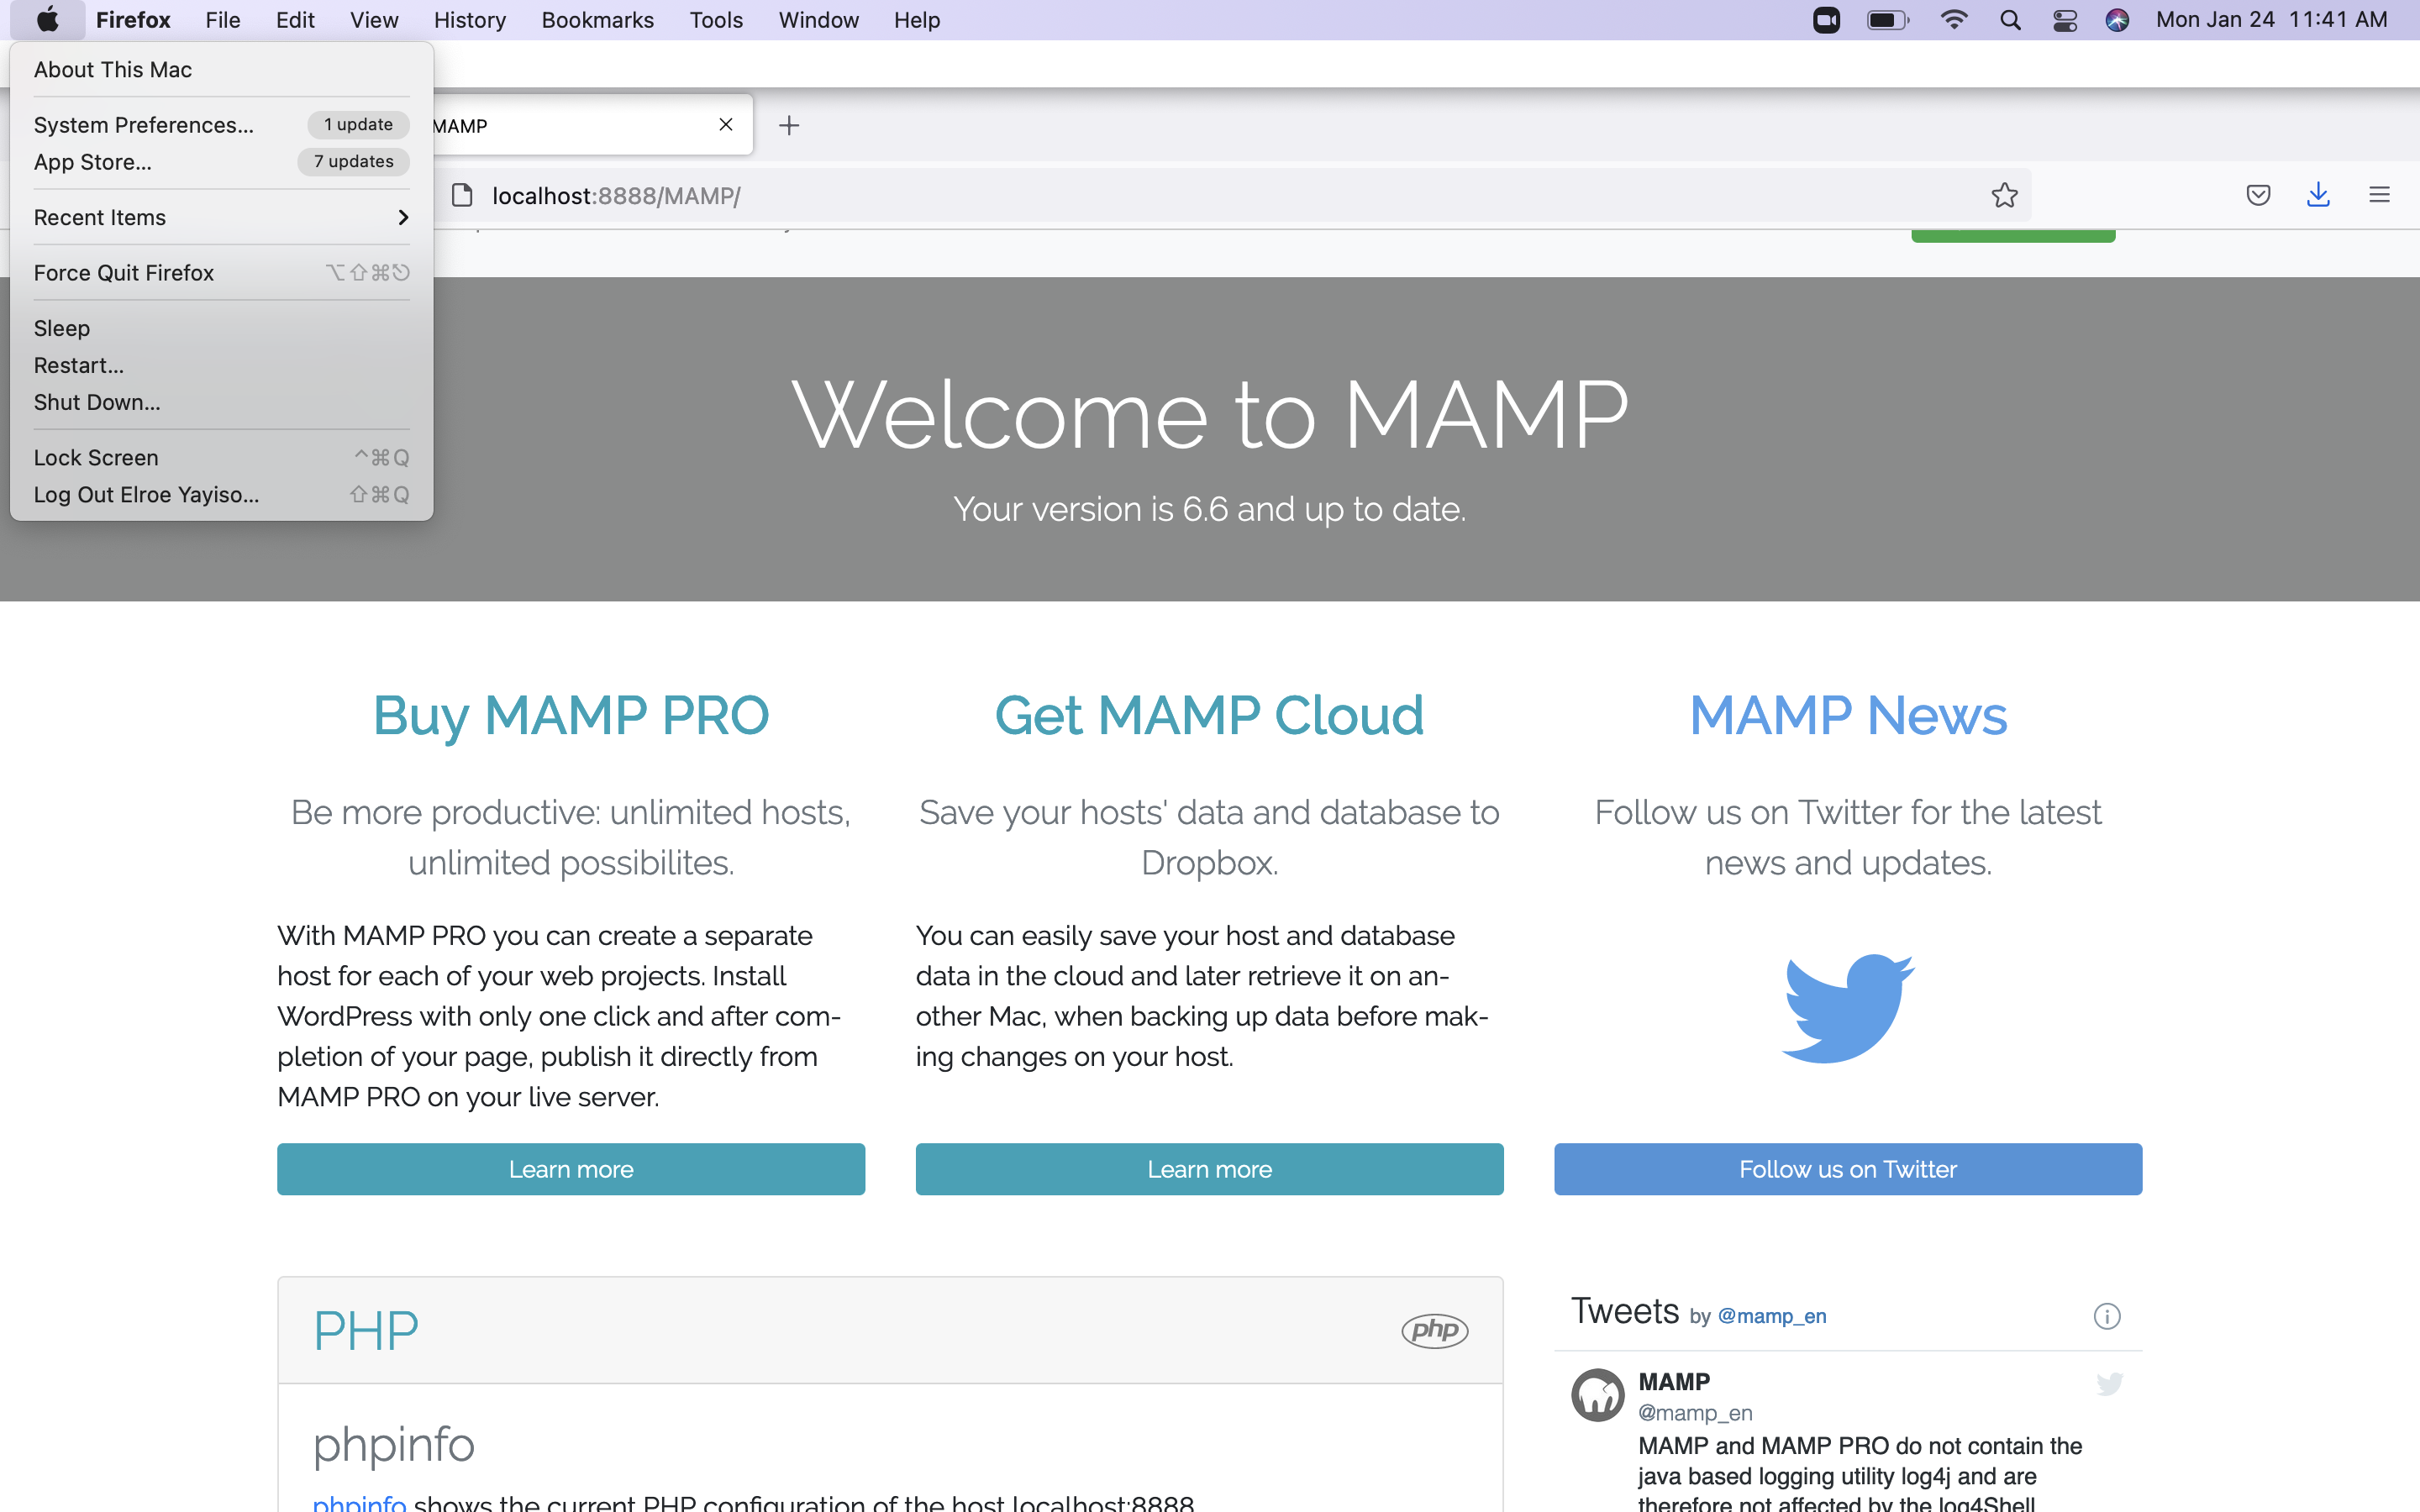 Firefox File Edit View History Bookmarks Tools Window Help Mon Jan 24 11:41 AM
About This Mac
System Preferences... 1 update
App Store... 7 updates
Recent Items
Force Quit Firefox ⌥⇧⌘⎋
Sleep
Restart...
Shut Down...
Lock Screen ^⌘Q
Log Out Elroe Yayiso... ⇧⌘Q
MAMP
localhost:8888/MAMP/
Welcome to MAMP
Your version is 6.6 and up to date.
Buy MAMP PRO
Be more productive: unlimited hosts,
unlimited possibilites.
With MAMP PRO you can create a separate
host for each of your web projects. Install
WordPress with only one click and after com-
pletion of your page, publish it directly from
MAMP PRO on your live server.
Learn more
Get MAMP Cloud
Save your hosts' data and database to
Dropbox.
You can easily save your host and database
data in the cloud and later retrieve it on an-
other Mac, when backing up data before mak-
ing changes on your host.
Learn more
MAMP News
Follow us on Twitter for the latest
news and updates.
Follow us on Twitter
PHP
php
phpinfo
phpinfo shows the current PHP configuration of the host localhost:8888
Tweets by @mamp_en
MAMP
@mamp_en
MAMP and MAMP PRO do not contain the
java based logging utility log4j and are
therefore not affected by the log4Shell